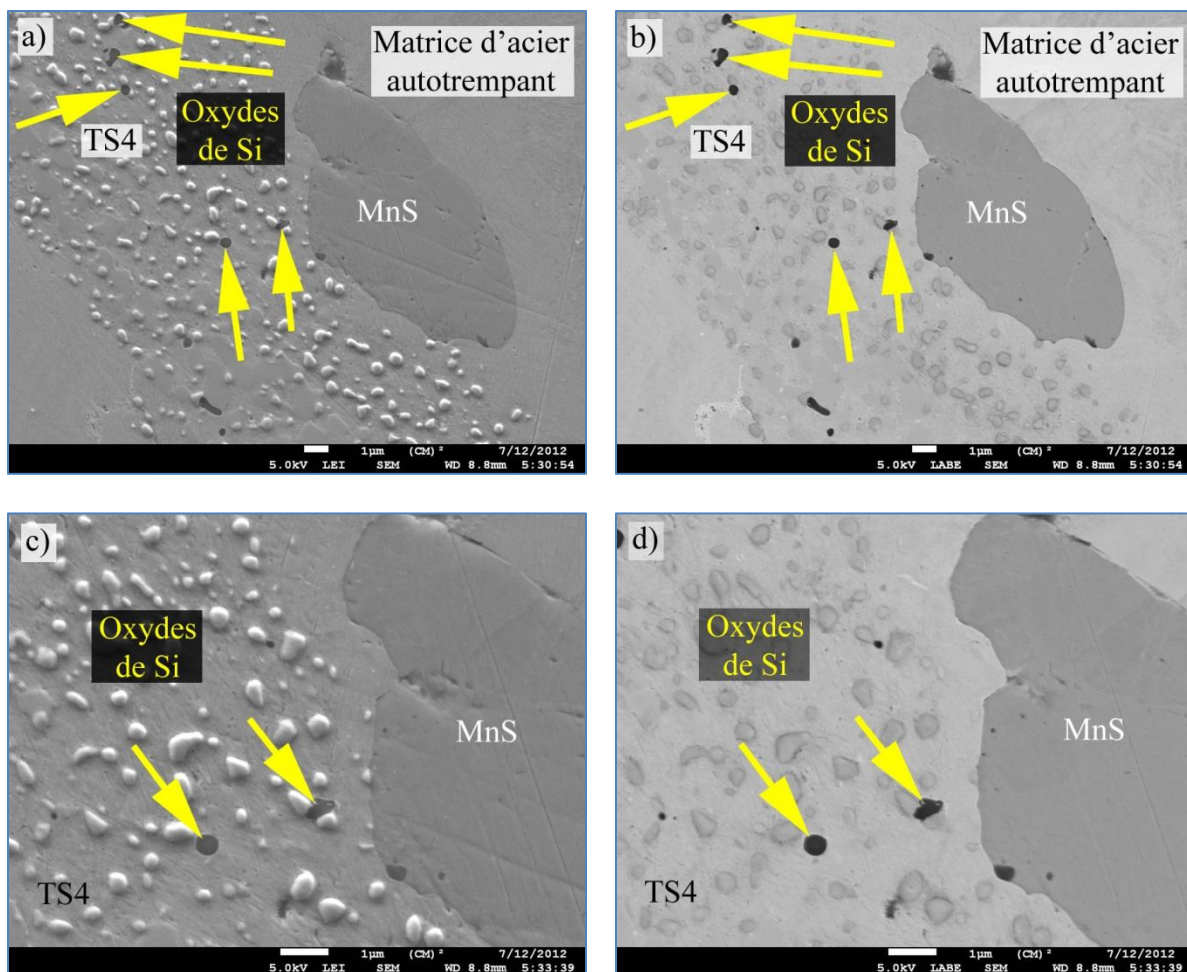 a)
Matrice d’acier
autotrempant
Oxydes
de Si
TS4
MnS
1µm (CM)² 7/12/2012
5.0kV LEI SEM WD 8.8mm 5:30:54
b)
Matrice d’acier
autotrempant
Oxydes
de Si
TS4
MnS
1µm (CM)² 7/12/2012
5.0kV LABE SEM WD 8.8mm 5:30:54
c)
Oxydes
de Si
MnS
TS4
1µm (CM)² 7/12/2012
5.0kV LEI SEM WD 8.8mm 5:33:39
d)
Oxydes
de Si
MnS
TS4
1µm (CM)² 7/12/2012
5.0kV LABE SEM WD 8.8mm 5:33:39